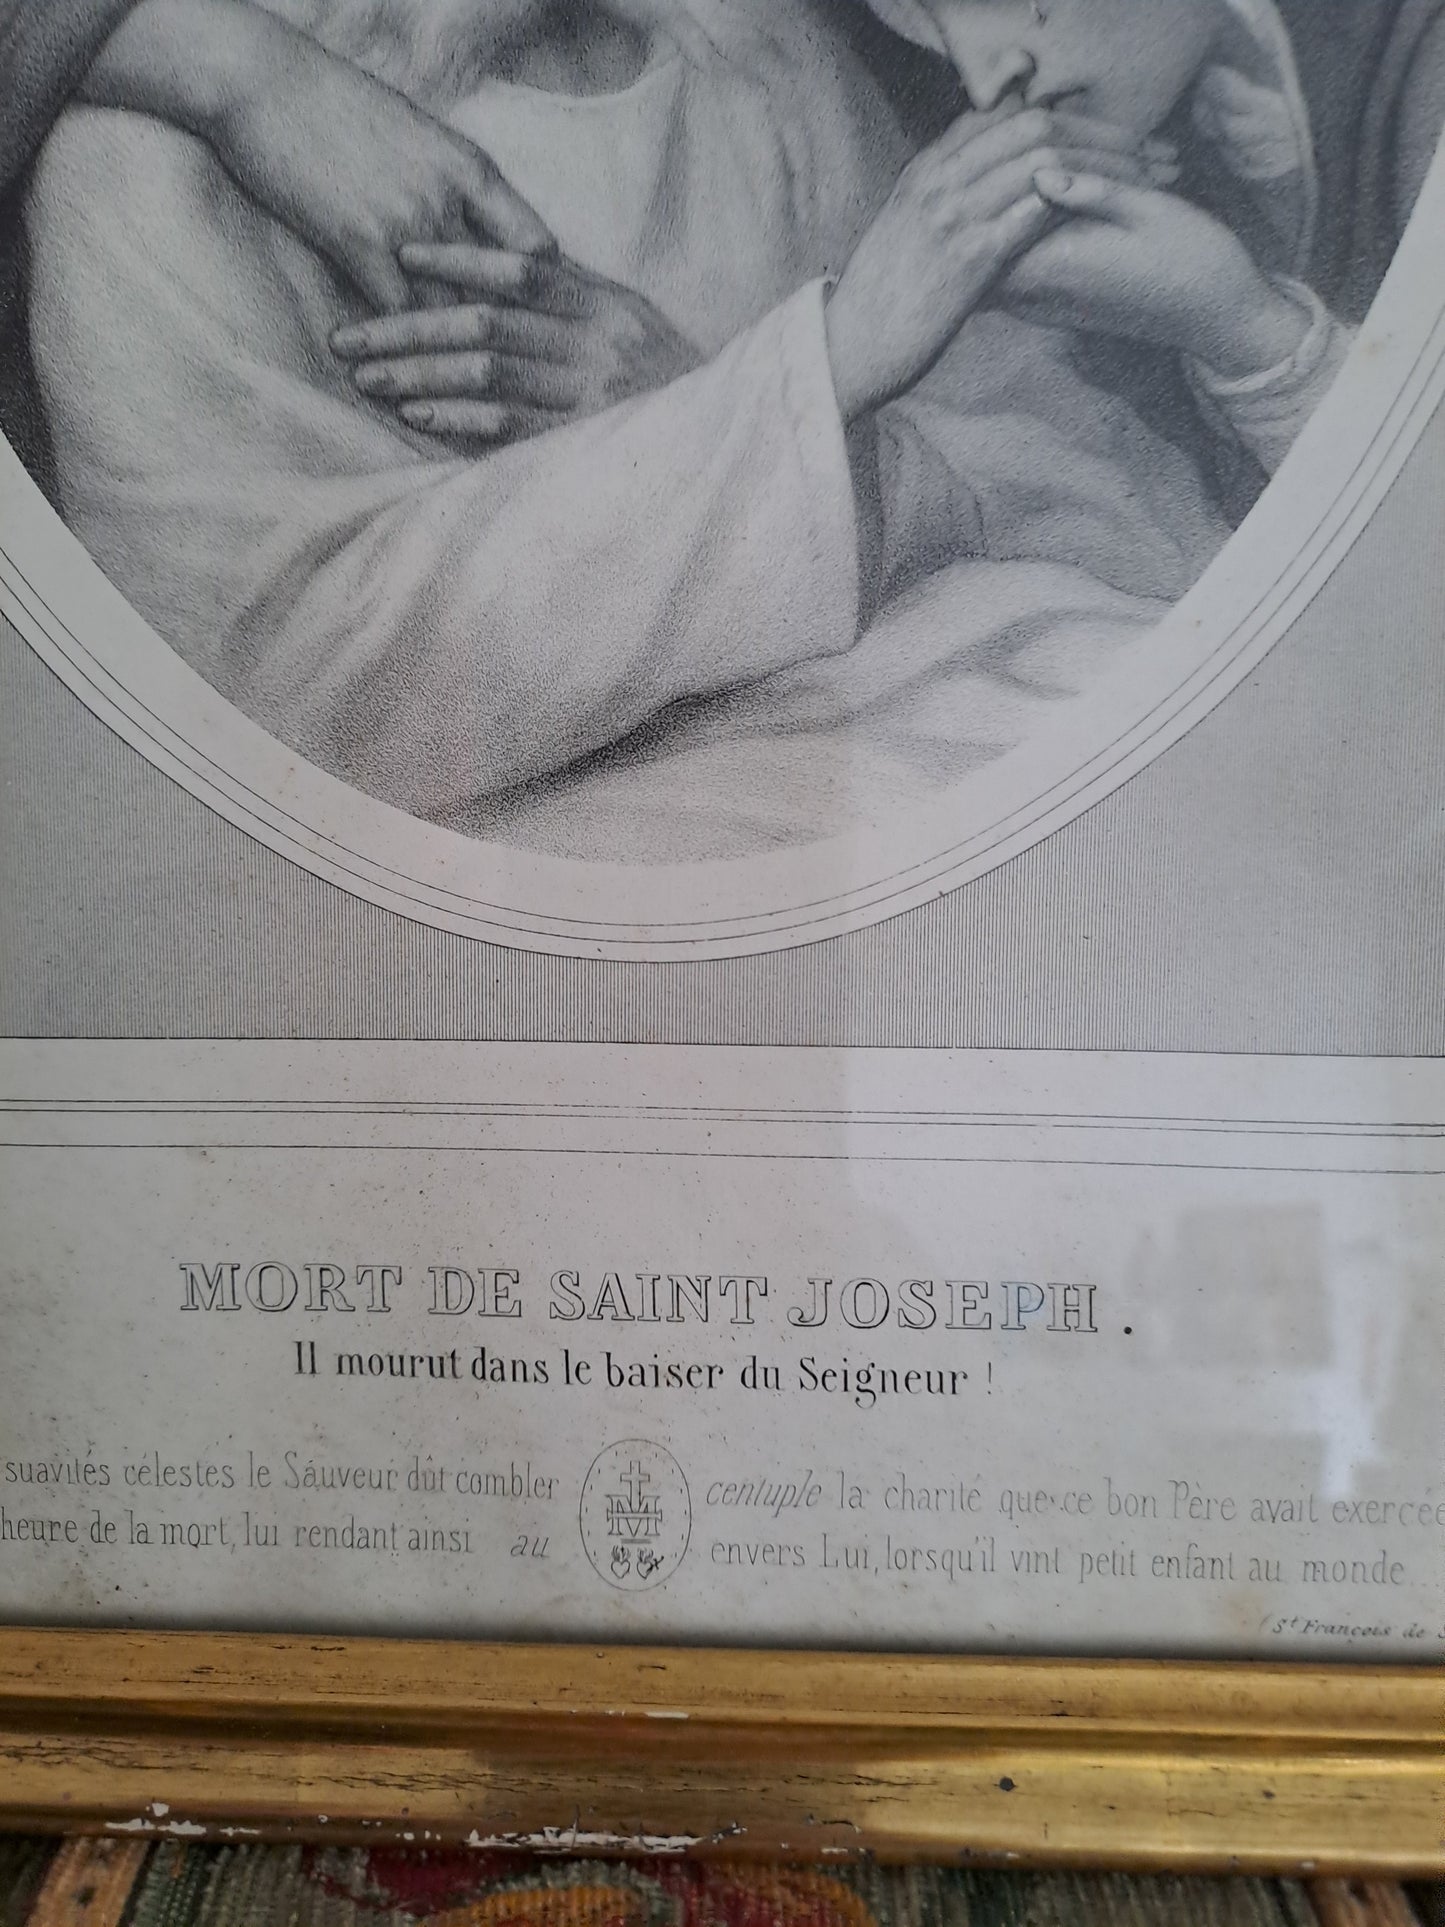 MORT DE SAINT JOSEPH.
Il mourut dans le baiser du Seigneur !
suavités célestes le Sauveur dût combler
heure de la mort, lui rendant ainsi au
centuple la charité que ce bon Père avait exercée
envers Lui, lorsqu'il vint petit enfant au monde...
(St François de